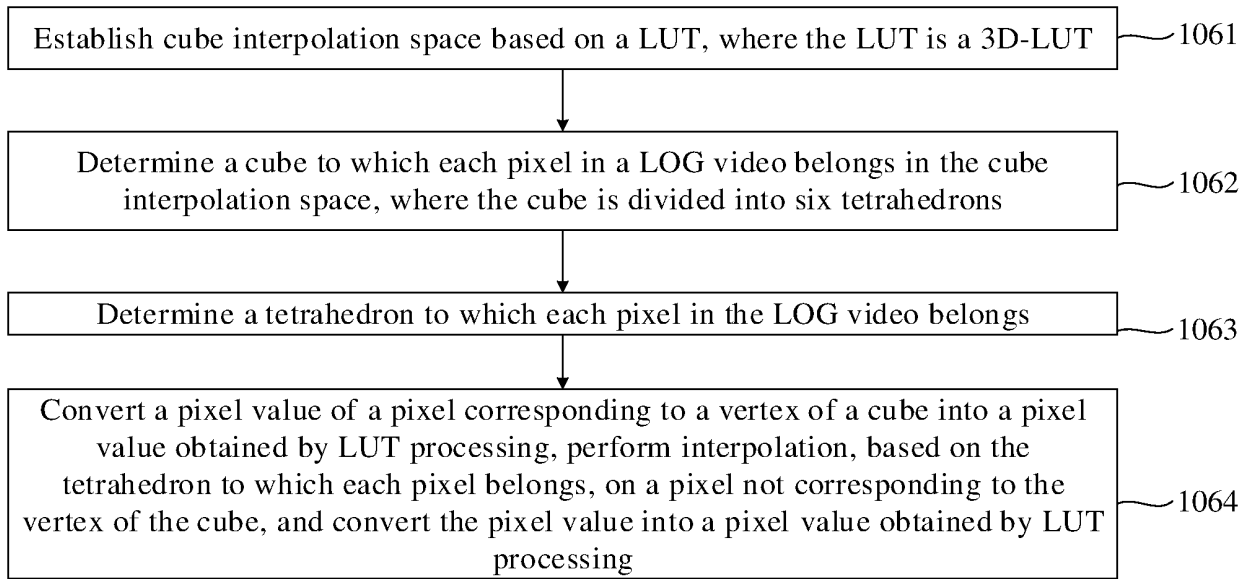 Establish cube interpolation space based on a LUT, where the LUT is a 3D-LUT
1061
Determine a cube to which each pixel in a LOG video belongs in the cube
interpolation space, where the cube is divided into six tetrahedrons
1062
Determine a tetrahedron to which each pixel in the LOG video belongs
1063
Convert a pixel value of a pixel corresponding to a vertex of a cube into a pixel
value obtained by LUT processing, perform interpolation, based on the
tetrahedron to which each pixel belongs, on a pixel not corresponding to the
vertex of the cube, and convert the pixel value into a pixel value obtained by LUT
processing
1064